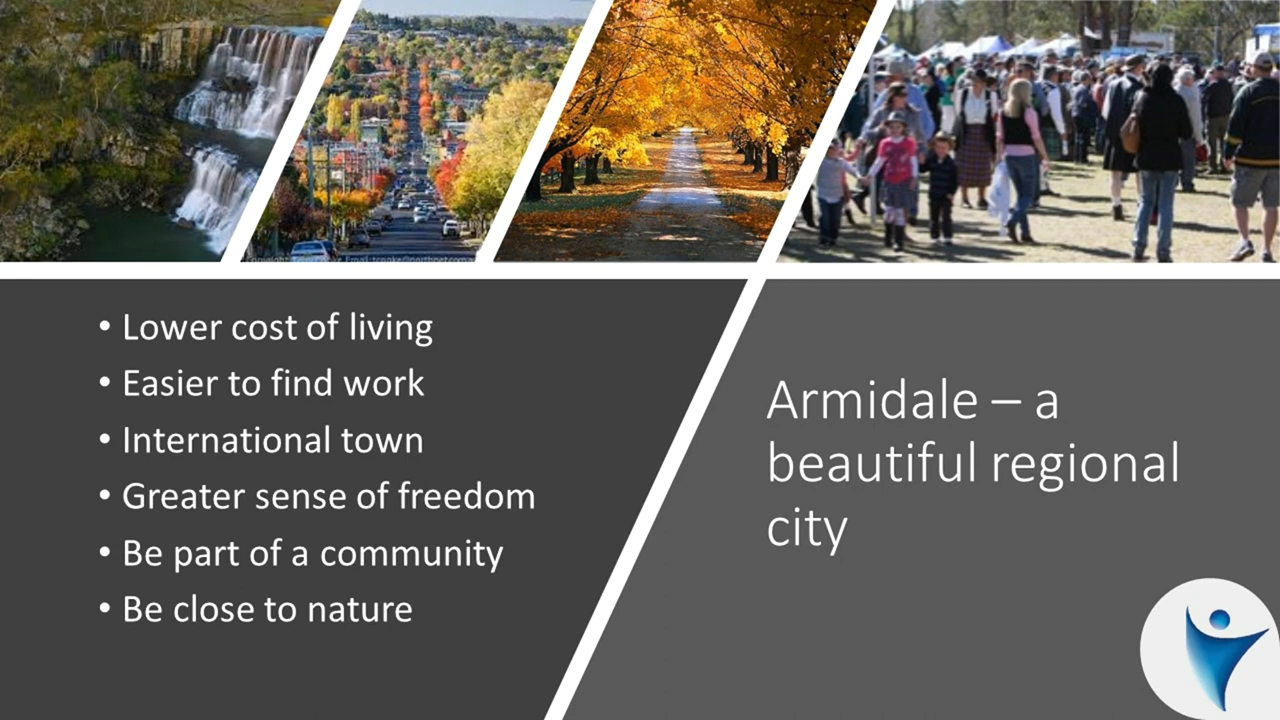 • Lower cost of living
• Easier to find work
• International town
• Greater sense of freedom
• Be part of a community
• Be close to nature
Armidale – a
beautiful regional
city